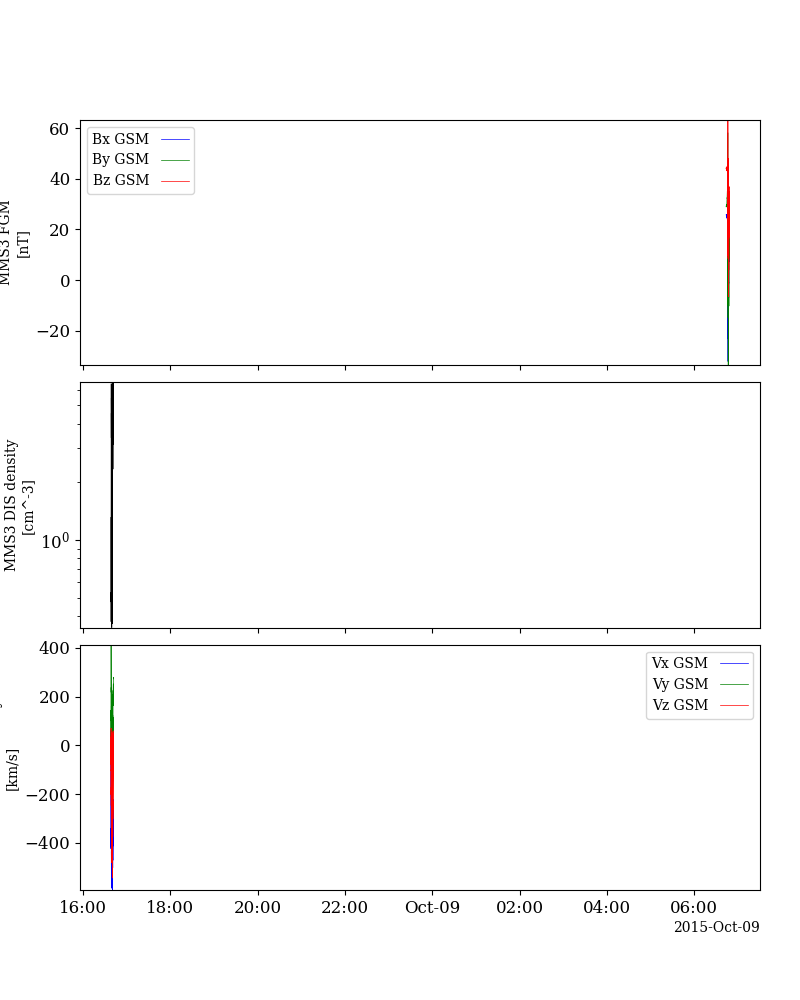 60
40
20
0
−20
MMS3 FGM
[nT]
Bx GSM
By GSM
Bz GSM
10^0
MMS3 DIS density
[cm^-3]
400
200
0
−200
−400
[km/s]
Vx GSM
Vy GSM
Vz GSM
16:00 18:00 20:00 22:00 Oct-09 02:00 04:00 06:00
2015-Oct-09